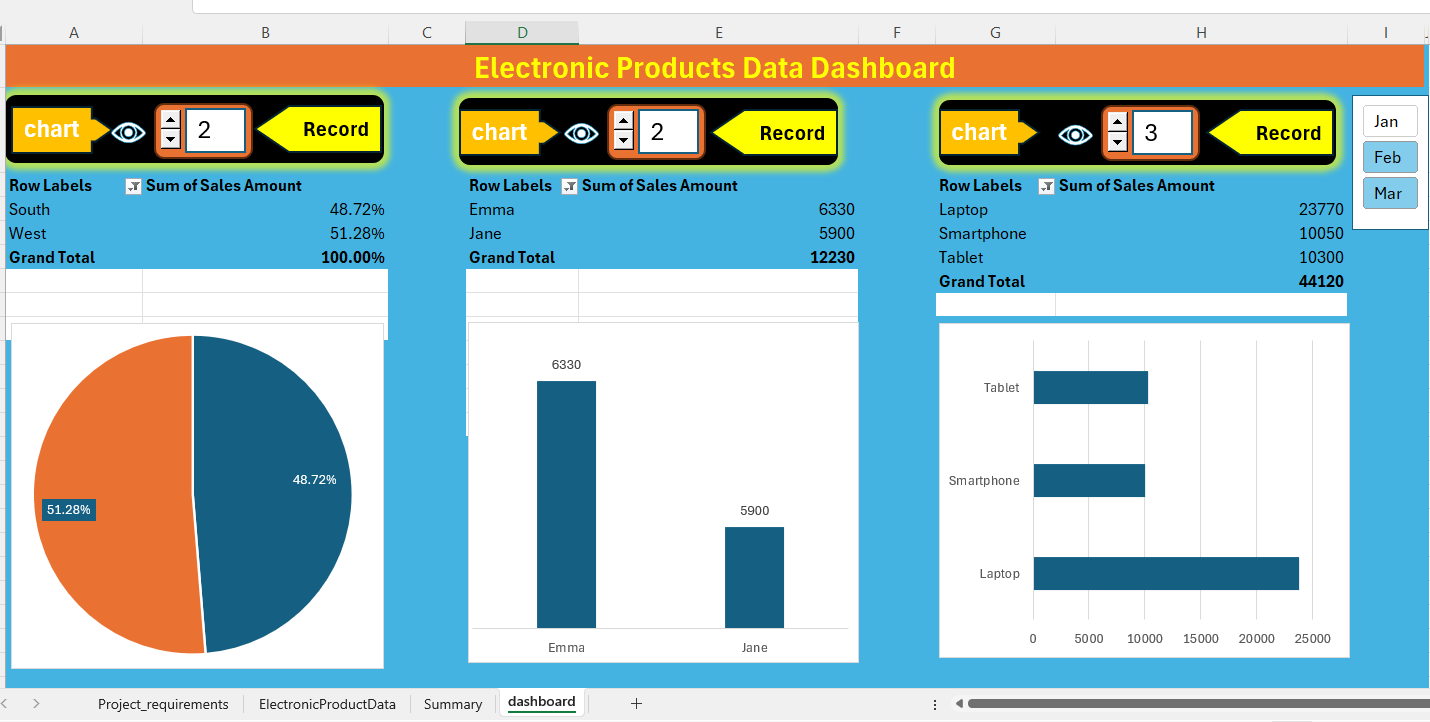 A B C D E F G H I
Electronic Products Data Dashboard
chart 2 Record
chart 2 Record
chart 3 Record
Jan
Feb
Mar
Row Labels Sum of Sales Amount
South 48.72%
West 51.28%
Grand Total 100.00%
Row Labels Sum of Sales Amount
Emma 6330
Jane 5900
Grand Total 12230
Row Labels Sum of Sales Amount
Laptop 23770
Smartphone 10050
Tablet 10300
Grand Total 44120
48.72%
51.28%
6330
5900
Emma Jane
Tablet
Smartphone
Laptop
0 5000 10000 15000 20000 25000
Project_requirements ElectronicProductData Summary dashboard +